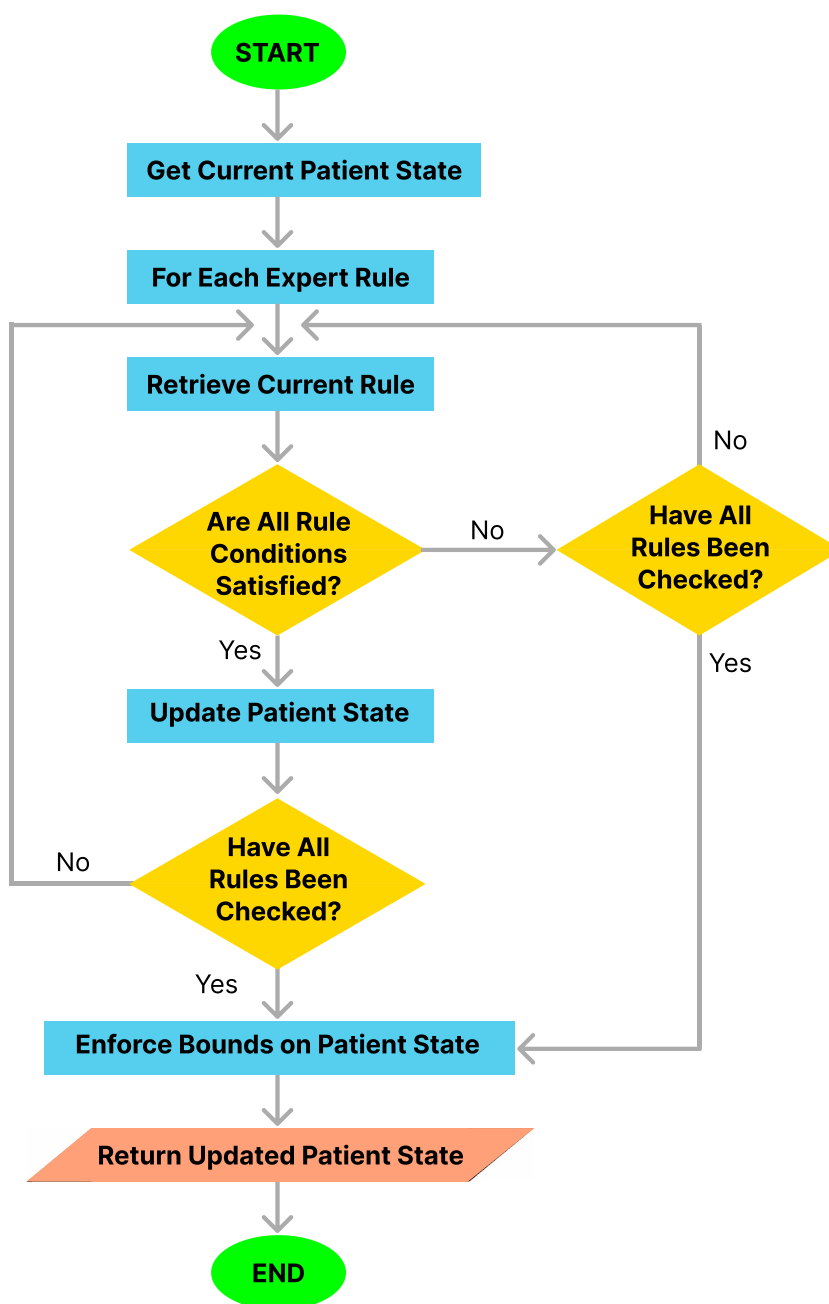 START
Get Current Patient State
For Each Expert Rule
Retrieve Current Rule
No
Are All Rule
Conditions
Satisfied?
No
Have All
Rules Been
Checked?
Yes
Yes
Update Patient State
Have All
Rules Been
Checked?
No
Yes
Enforce Bounds on Patient State
Return Updated Patient State
END